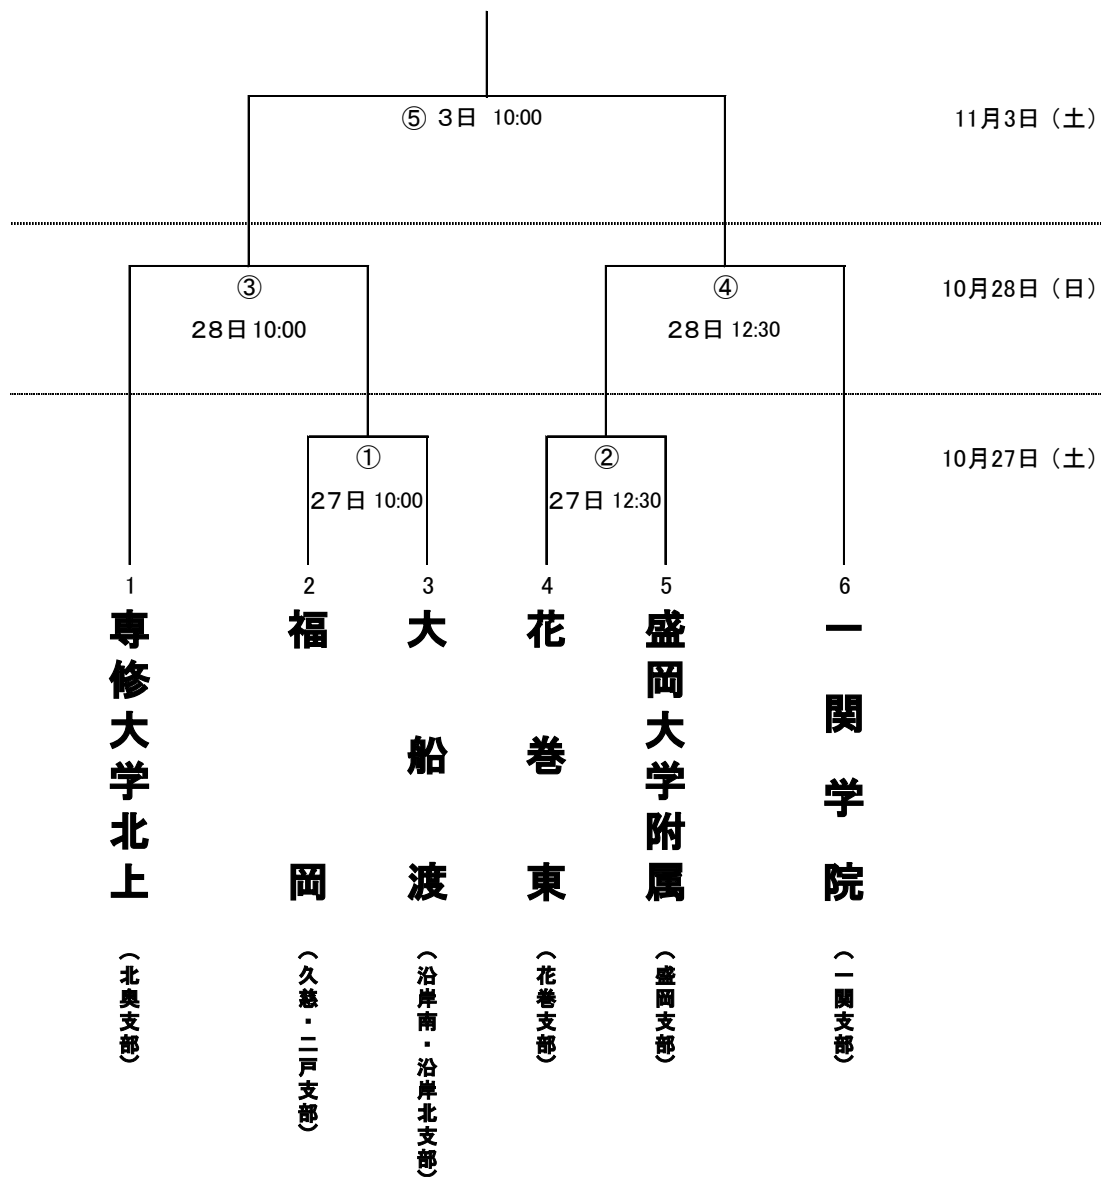 ⑤ 3日 10:00
11月3日（土）
③
④
10月28日（日）
28日 10:00
28日 12:30
①
②
10月27日（土）
27日 10:00
27日 12:30
1
2
3
4
5
6
専修大学北上
福岡
大船渡
花巻東
盛岡大学附属
一関学院
（北奥支部）
（久慈・二戸支部）
（沿岸南・沿岸北支部）
（花巻支部）
（盛岡支部）
（一関支部）